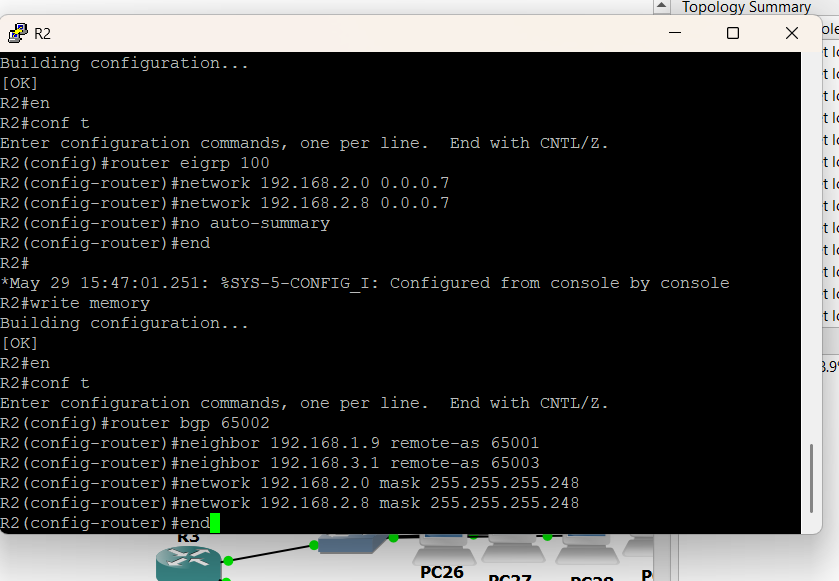 Topology Summary
R2
Building configuration...
[OK]
R2#en
R2#conf t
Enter configuration commands, one per line.  End with CNTL/Z.
R2(config)#router eigrp 100
R2(config-router)#network 192.168.2.0 0.0.0.7
R2(config-router)#network 192.168.2.8 0.0.0.7
R2(config-router)#no auto-summary
R2(config-router)#end
R2#
*May 29 15:47:01.251: %SYS-5-CONFIG_I: Configured from console by console
R2#write memory
Building configuration...
[OK]
R2#en
R2#conf t
Enter configuration commands, one per line.  End with CNTL/Z.
R2(config)#router bgp 65002
R2(config-router)#neighbor 192.168.1.9 remote-as 65001
R2(config-router)#neighbor 192.168.3.1 remote-as 65003
R2(config-router)#network 192.168.2.0 mask 255.255.255.248
R2(config-router)#network 192.168.2.8 mask 255.255.255.248
R2(config-router)#end
R3
PC26
PC27
PC28